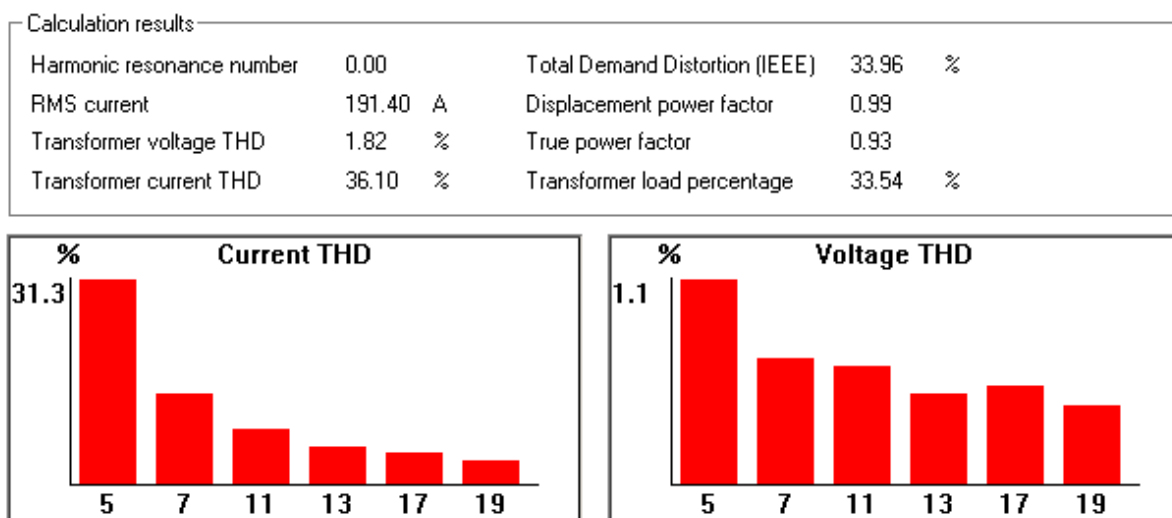 Calculation results
Harmonic resonance number 0.00 Total Demand Distortion (IEEE) 33.96 %
RMS current 191.40 A Displacement power factor 0.99
Transformer voltage THD 1.82 % True power factor 0.93
Transformer current THD 36.10 % Transformer load percentage 33.54 %
% Current THD
31.3
5 7 11 13 17 19
% Voltage THD
1.1
5 7 11 13 17 19